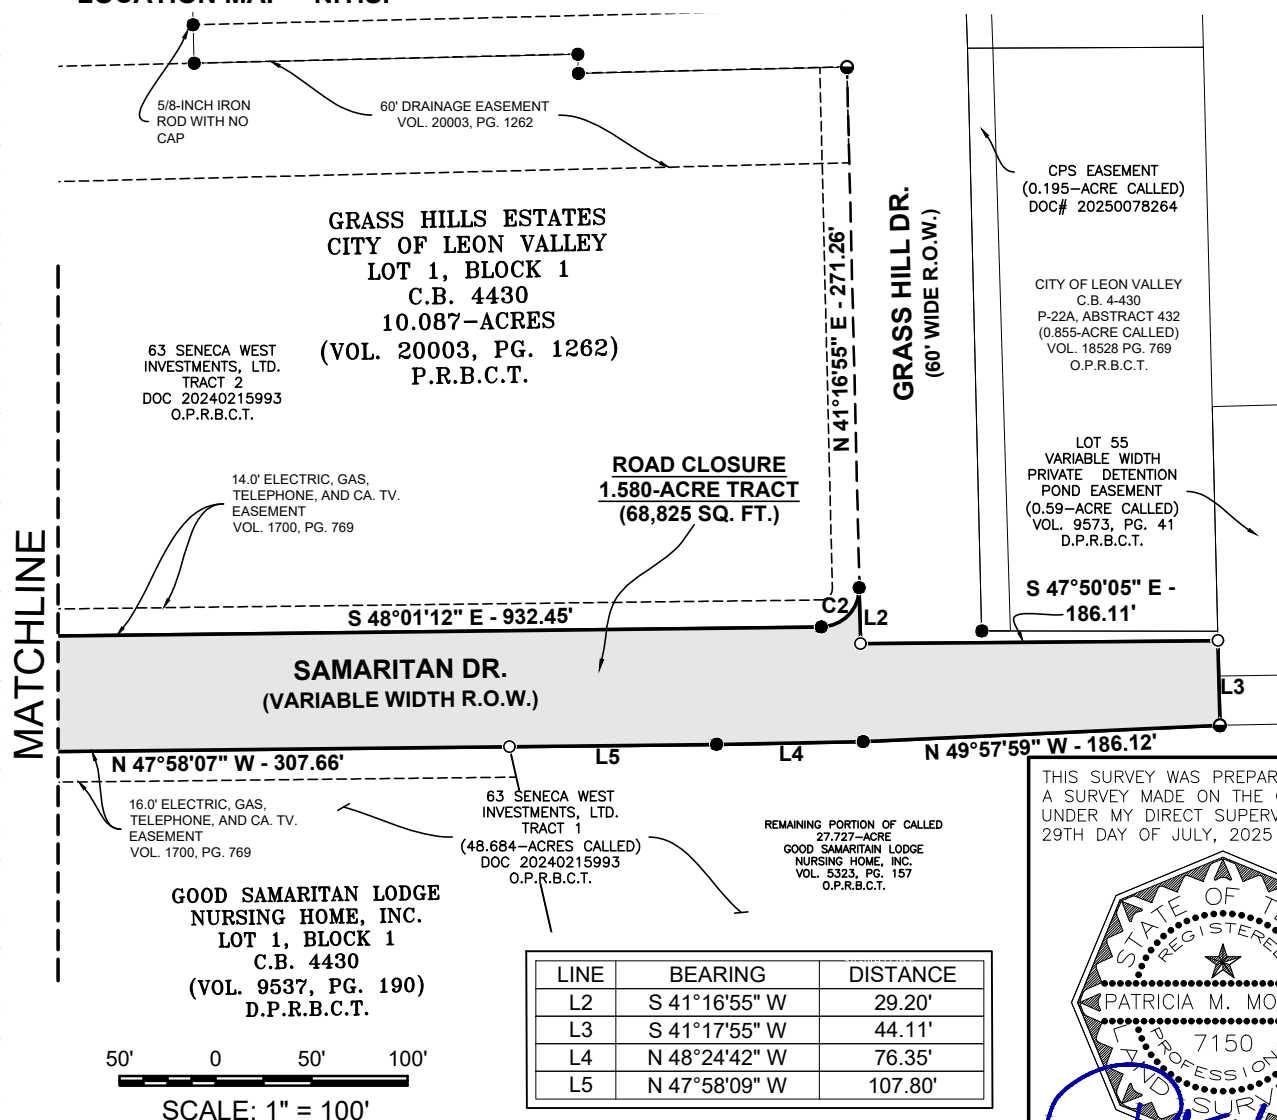 5/8-INCH IRON
ROD WITH NO
CAP
60' DRAINAGE EASEMENT
VOL. 20003, PG. 1262
GRASS HILLS ESTATES
CITY OF LEON VALLEY
LOT 1, BLOCK 1
C.B. 4430
10.087-ACRES
(VOL. 20003, PG. 1262)
P.R.B.C.T.
63 SENECA WEST
INVESTMENTS, LTD.
TRACT 2
DOC 20240215993
O.P.R.B.C.T.
N 41°16'55" E - 271.26'
GRASS HILL DR.
(60' WIDE R.O.W.)
CPS EASEMENT
(0.195-ACRE CALLED)
DOC# 20250078264
CITY OF LEON VALLEY
C.B. 4-430
P-22A, ABSTRACT 432
(0.855-ACRE CALLED)
VOL. 18528 PG. 769
O.P.R.B.C.T.
LOT 55
VARIABLE WIDTH
PRIVATE DETENTION
POND EASEMENT
(0.59-ACRE CALLED)
VOL. 9573, PG. 41
D.P.R.B.C.T.
14.0' ELECTRIC, GAS,
TELEPHONE, AND CA. TV.
EASEMENT
VOL. 1700, PG. 769
ROAD CLOSURE
1.580-ACRE TRACT
(68,825 SQ. FT.)
MATCHLINE
S 48°01'12" E - 932.45'
C2
L2
S 47°50'05" E -
186.11'
SAMARITAN DR.
(VARIABLE WIDTH R.O.W.)
L3
N 47°58'07" W - 307.66'
L5
L4
N 49°57'59" W - 186.12'
16.0' ELECTRIC, GAS,
TELEPHONE, AND CA. TV.
EASEMENT
VOL. 1700, PG. 769
63 SENECA WEST
INVESTMENTS, LTD.
TRACT 1
(48.684-ACRES CALLED)
DOC 20240215993
O.P.R.B.C.T.
REMAINING PORTION OF CALLED
27.727-ACRE
GOOD SAMARITAIN LODGE
NURSING HOME, INC.
VOL. 5323, PG. 157
O.P.R.B.C.T.
GOOD SAMARITAN LODGE
NURSING HOME, INC.
LOT 1, BLOCK 1
C.B. 4430
(VOL. 9537, PG. 190)
D.P.R.B.C.T.
LINE BEARING DISTANCE
L2 S 41°16'55" W 29.20'
L3 S 41°17'55" W 44.11'
L4 N 48°24'42" W 76.35'
L5 N 47°58'09" W 107.80'
50' 0 50' 100'
SCALE: 1" = 100'
THIS SURVEY WAS PREPAR
A SURVEY MADE ON THE
UNDER MY DIRECT SUPERV
29TH DAY OF JULY, 2025
STATE OF
REGISTERE
PATRICIA M. MO
7150
PROFESSION
LAND SURV